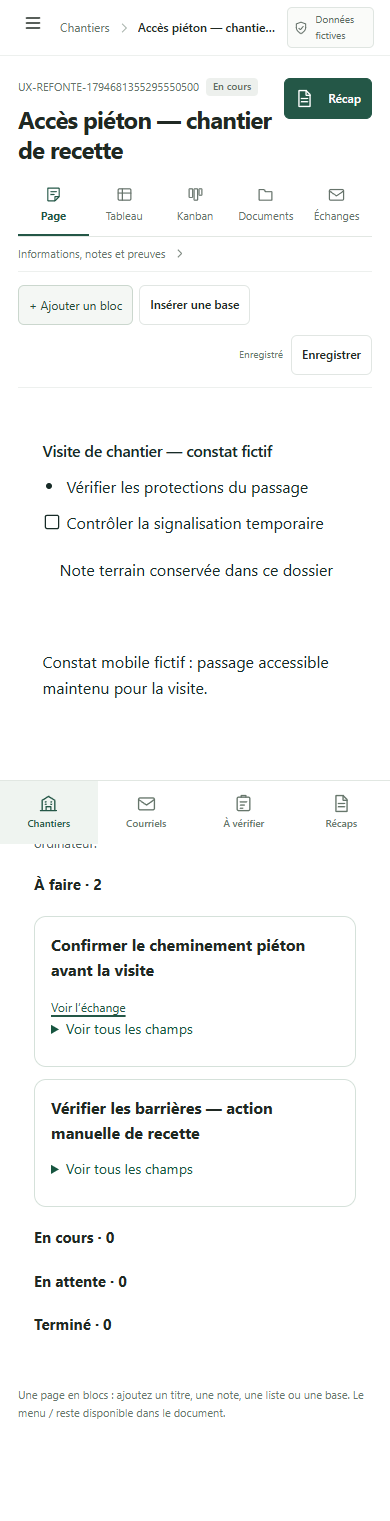 Chantiers
Accès piéton — chantie...
Données
fictives
UX-REFONTE-1794681355295550500
En cours
Récap
Accès piéton — chantier
de recette
Page
Tableau
Kanban
Documents
Échanges
Informations, notes et preuves
+ Ajouter un bloc
Insérer une base
Enregistré
Enregistrer
Visite de chantier — constat fictif
• Vérifier les protections du passage
Contrôler la signalisation temporaire
Note terrain conservée dans ce dossier
Constat mobile fictif : passage accessible
maintenu pour la visite.
Chantiers
Courriels
À vérifier
Récaps
ordinateur.
À faire · 2
Confirmer le cheminement piéton
avant la visite
Voir l'échange
Voir tous les champs
Vérifier les barrières — action
manuelle de recette
Voir tous les champs
En cours · 0
En attente · 0
Terminé · 0
Une page en blocs : ajoutez un titre, une note, une liste ou une base. Le
menu / reste disponible dans le document.